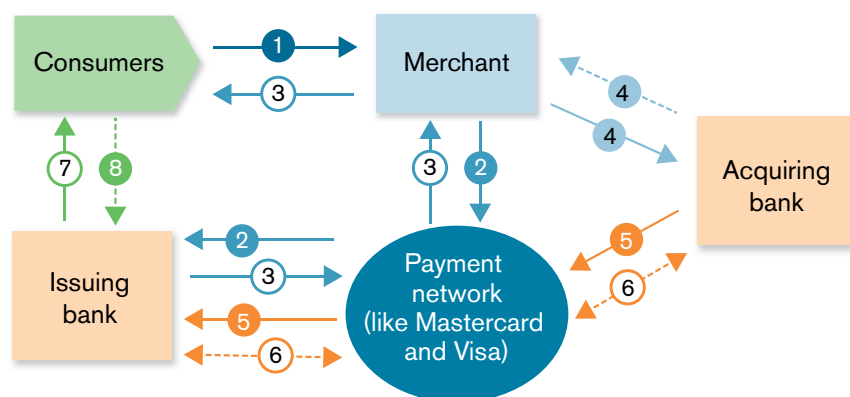 Consumers
1
3
Merchant
4
4
7
8
3
2
Acquiring
bank
Issuing
bank
2
3
5
6
Payment
network
(like Mastercard
and Visa)
5
6